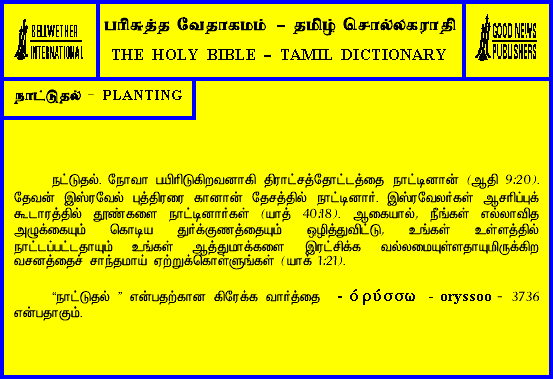 BELLWETHER
INTERNATIONAL
பரிசுத்த வேதாகமம் – தமிழ் சொல்லகராதி
THE HOLY BIBLE – TAMIL DICTIONARY
GOOD NEWS
PUBLISHERS
நாட்டுதல் – PLANTING
நட்டுதல். நோவா பயிரிடுகிறவனாகி திராட்சத்தோட்டத்தை நாட்டினான் (ஆதி 9:20).
தேவன் இஸ்ரவேல் புத்திரரை கானான் தேசத்தில் நாட்டினார். இஸ்ரவேலர்கள் ஆசரிப்புக்
கூடாரத்தில் தூண்களை நாட்டினார்கள் (யாத் 40:18). ஆகையால், நீங்கள் எல்லாவித
அழுக்கையும் கொடிய துர்க்குணத்தையும் ஒழித்துவிட்டு, உங்கள் உள்ளத்தில்
நாட்டப்பட்டதாயும் உங்கள் ஆத்துமாக்களை இரட்சிக்க வல்லமையுள்ளதாயுமிருக்கிற
வசனத்தைச் சாந்தமாய் ஏற்றுக்கொள்ளுங்கள் (யாக் 1:21).
“நாட்டுதல் ” என்பதற்கான கிரேக்க வார்த்தை - ό ρύσσω - oryssoo - 3736
என்பதாகும்.